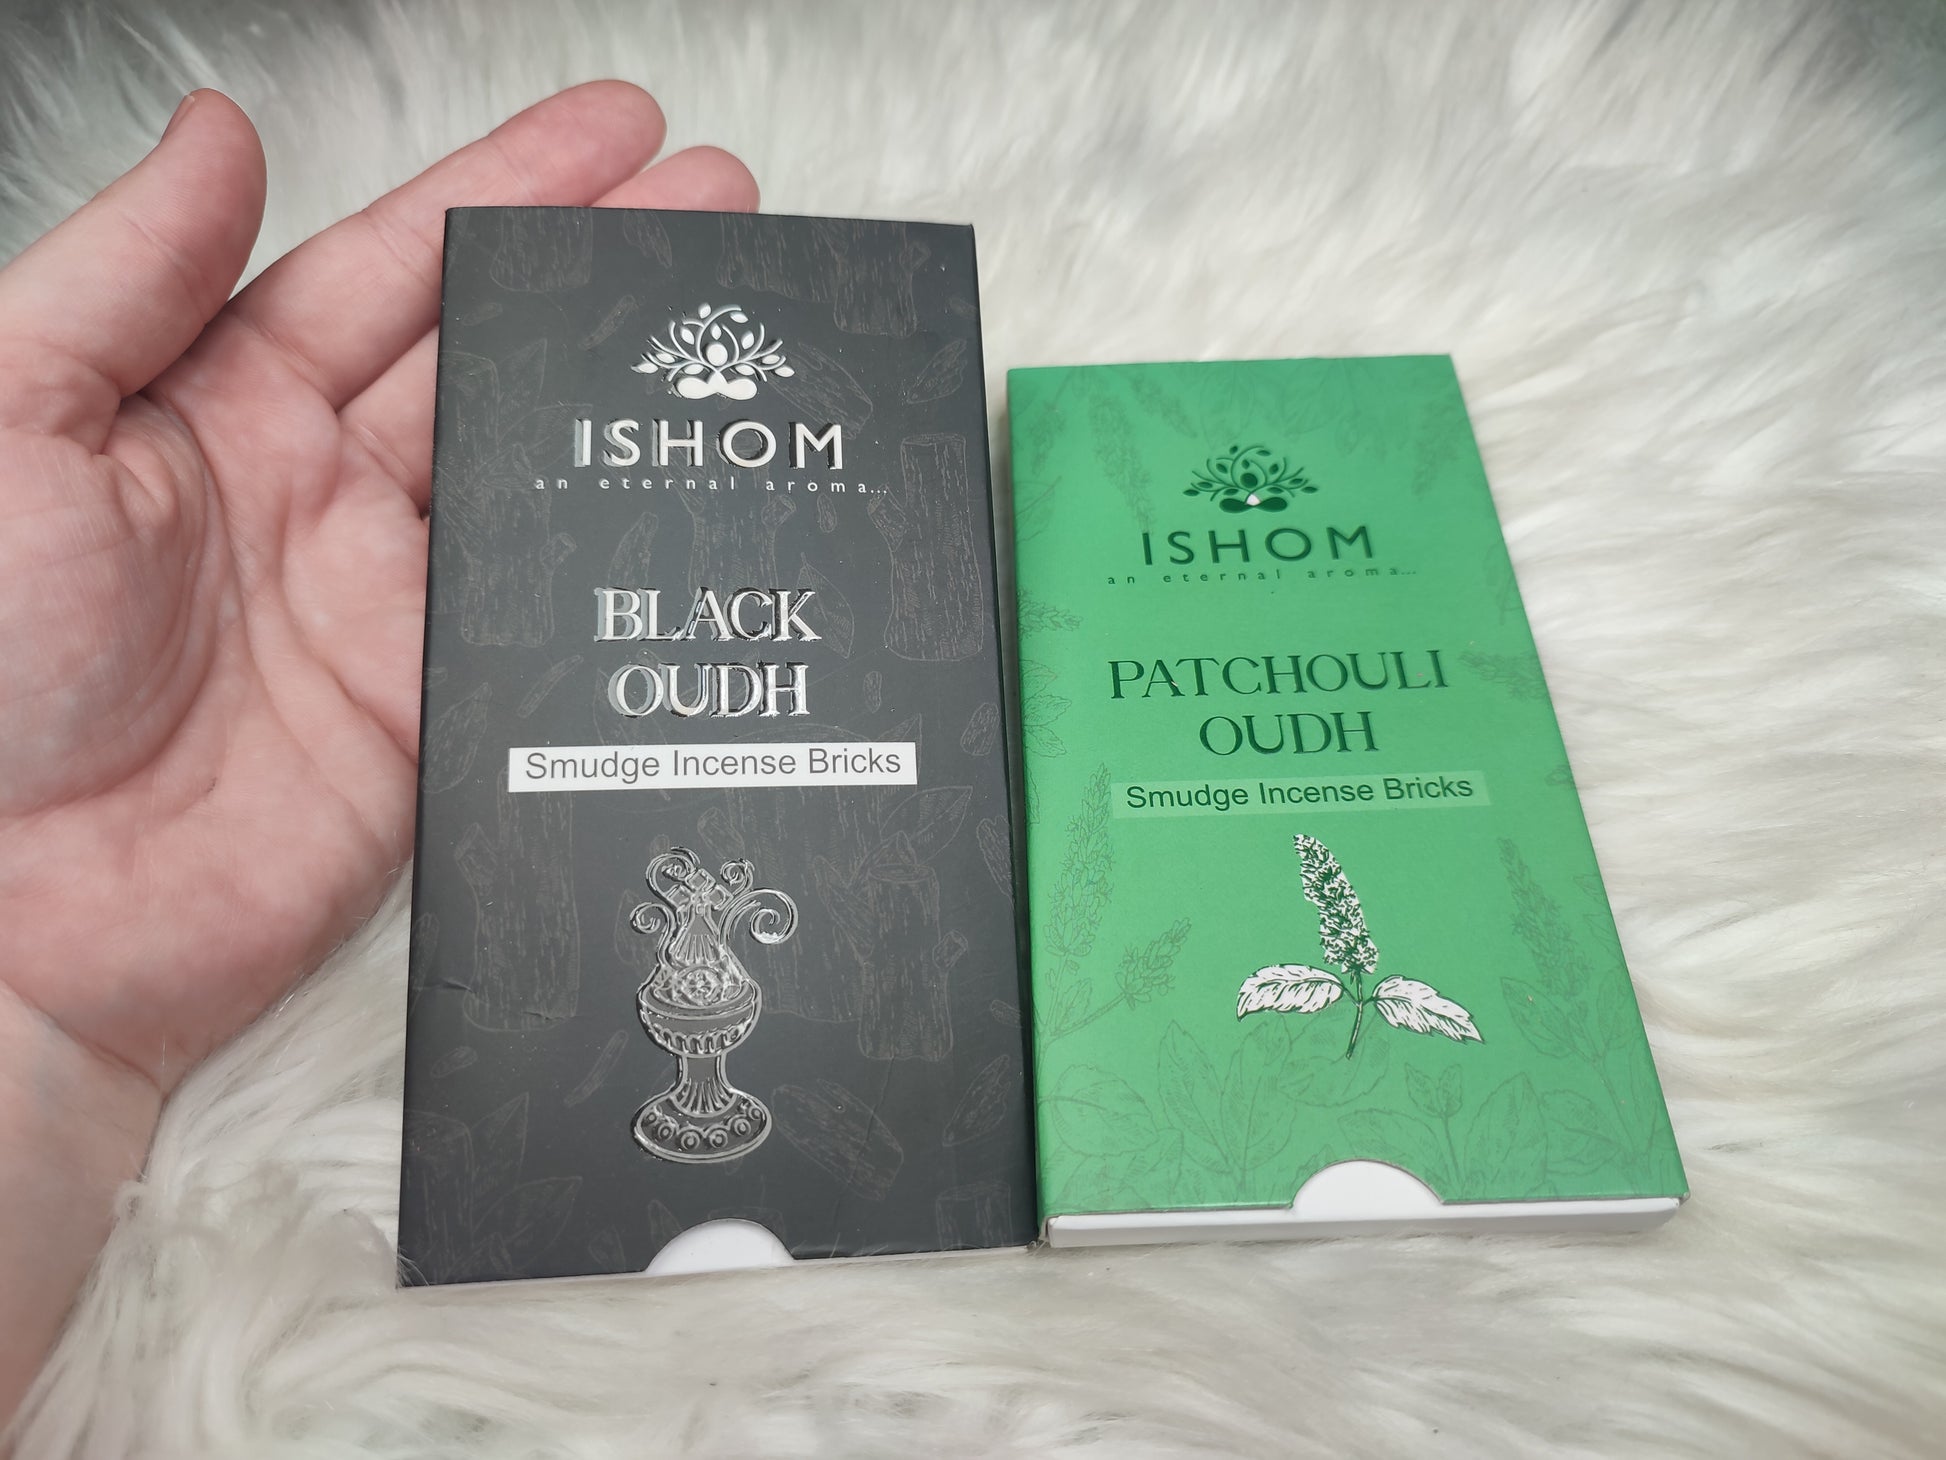 ISHOM
an eternal aroma...
BLACK
OUDH
Smudge Incense Bricks
ISHOM
an eternal aroma...
PATCHOULI
OUDH
Smudge Incense Bricks